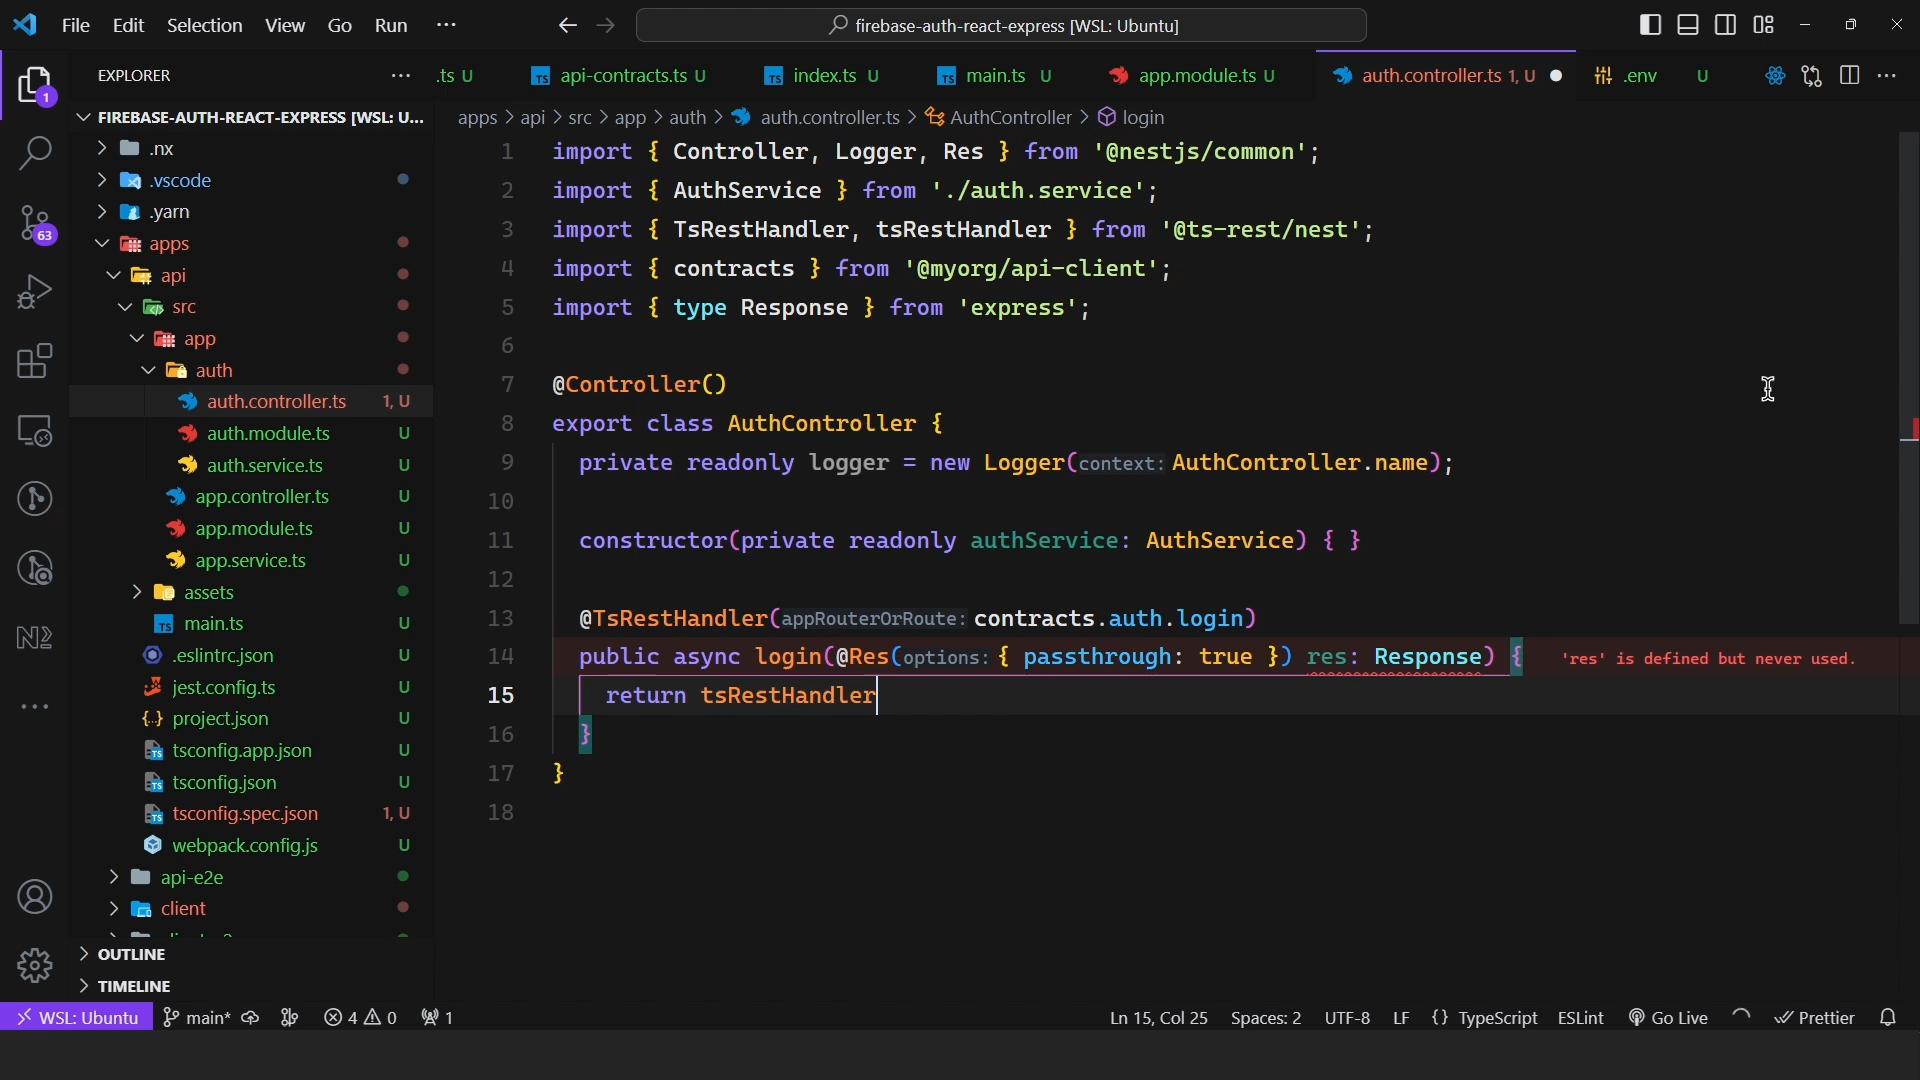 File Edit Selection View Go Run ···
firebase-auth-react-express [WSL: Ubuntu]
EXPLORER ···
.ts U
TS api-contracts.ts U
TS index.ts U
TS main.ts U
app.module.ts U
auth.controller.ts 1, U
.env U
FIREBASE-AUTH-REACT-EXPRESS [WSL: U...
apps > api > src > app > auth > auth.controller.ts > AuthController > login
.nx
.vscode
.yarn
apps
api
src
app
auth
auth.controller.ts 1, U
auth.module.ts U
auth.service.ts U
app.controller.ts U
app.module.ts U
app.service.ts U
assets
TS main.ts U
.eslintrc.json U
jest.config.ts U
{··} project.json U
TS tsconfig.app.json U
TS tsconfig.json U
TS tsconfig.spec.json 1, U
webpack.config.js U
api-e2e
client
OUTLINE
TIMELINE
1
63
1 import { Controller, Logger, Res } from '@nestjs/common';
2 import { AuthService } from './auth.service';
3 import { TsRestHandler, tsRestHandler } from '@ts-rest/nest';
4 import { contracts } from '@myorg/api-client';
5 import { type Response } from 'express';
6
7 @Controller()
8 export class AuthController {
9 private readonly logger = new Logger(context: AuthController.name);
10
11 constructor(private readonly authService: AuthService) { }
12
13 @TsRestHandler(appRouterOrRoute: contracts.auth.login)
14 public async login(@Res(options: { passthrough: true }) res: Response) { 'res' is defined but never used.
15 return tsRestHandler
16 }
17 }
18
WSL: Ubuntu main* 4 0 1 Ln 15, Col 25 Spaces: 2 UTF-8 LF {} TypeScript ESLint Go Live Prettier